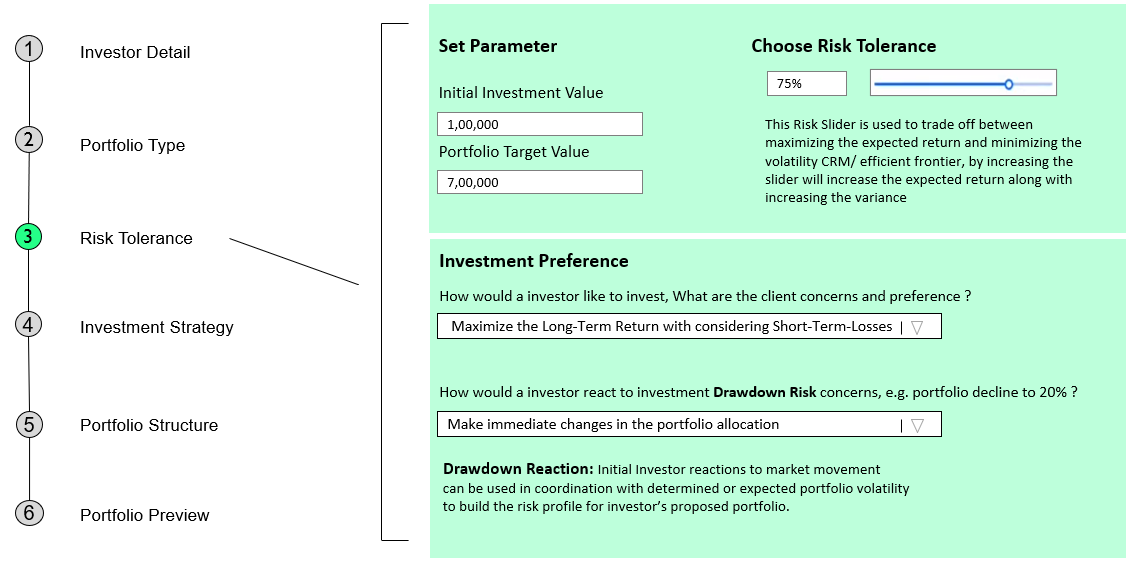 1
Investor Detail
2
Portfolio Type
3
Risk Tolerance
4
Investment Strategy
5
Portfolio Structure
6
Portfolio Preview
Set Parameter
Initial Investment Value
1,00,000
Portfolio Target Value
7,00,000
Choose Risk Tolerance
75%
This Risk Slider is used to trade off between
maximizing the expected return and minimizing the
volatility CRM/ efficient frontier, by increasing the
slider will increase the expected return along with
increasing the variance
Investment Preference
How would a investor like to invest, What are the client concerns and preference ?
Maximize the Long-Term Return with considering Short-Term-Losses |
How would a investor react to investment Drawdown Risk concerns, e.g. portfolio decline to 20% ?
Make immediate changes in the portfolio allocation |
Drawdown Reaction: Initial Investor reactions to market movement
can be used in coordination with determined or expected portfolio volatility
to build the risk profile for investor’s proposed portfolio.